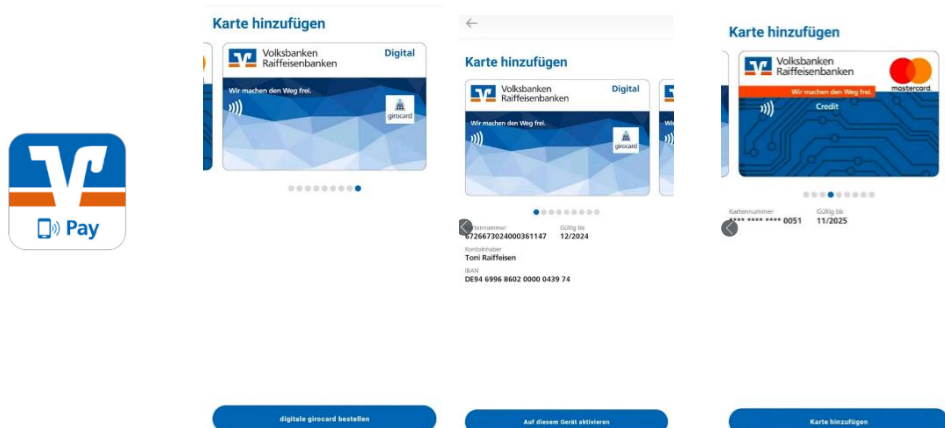 Pay
Karte hinzufügen
Volksbanken
Raiffeisenbanken
Digital
Wir machen den Weg frei.
girocard
digitale girocard bestellen
Karte hinzufügen
Volksbanken
Raiffeisenbanken
Digital
Wir machen den Weg frei.
girocard
Wi
Kartennummer Gültig bis
6726673024000361147 12/2024
Kontoinhaber
Toni Raiffeisen
IBAN
DE94 6996 8602 0000 0439 74
Auf diesem Gerät aktivieren
Karte hinzufügen
Volksbanken
Raiffeisenbanken
mastercard.
Wir machen den Weg frei.
Credit
Kartennummer Gültig bis
**** **** **** 0051 11/2025
Karte hinzufügen